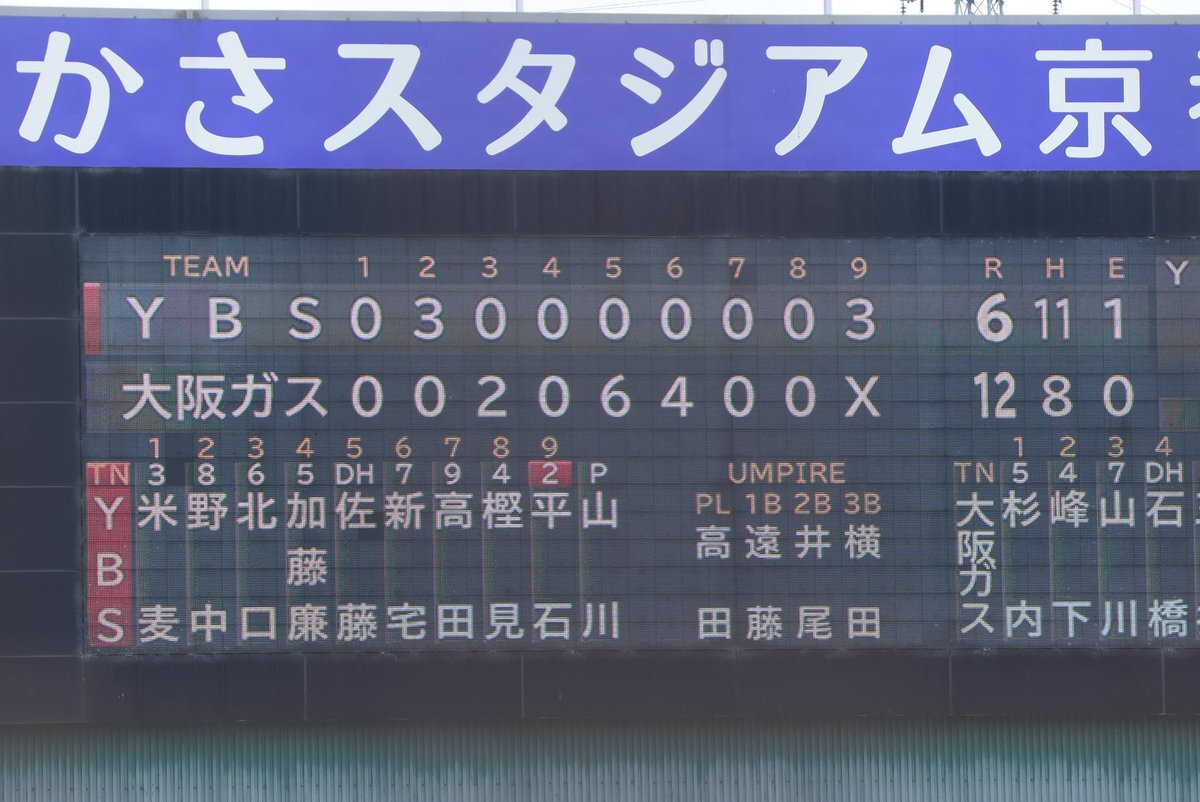 かさスタジアム京
TEAM 1 2 3 4 5 6 7 8 9 R H E Y
YBS 0 3 0 0 0 0 0 0 3 6 11 1
大阪ガス 0 0 2 0 6 4 0 0 X 12 8 0
1 2 3 4 5 6 7 8 9
TN 3 8 6 5 DH 7 9 4 2 P
YBS 米麦 野中 北口 加藤廉 佐藤 新宅 高田 樫見 平石 山川
UMPIRE
PL 1B 2B 3B
高田 遠藤 井尾 横田
1 2 3 4
TN 5 4 7 DH
大阪ガス 杉内 峰下 山川 石橋